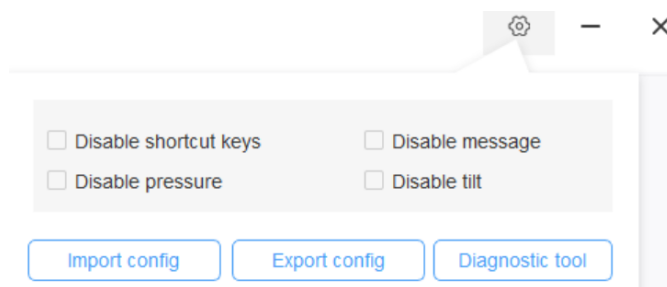 Disable shortcut keys Disable message
Disable pressure Disable tilt
Import config Export config Diagnostic tool